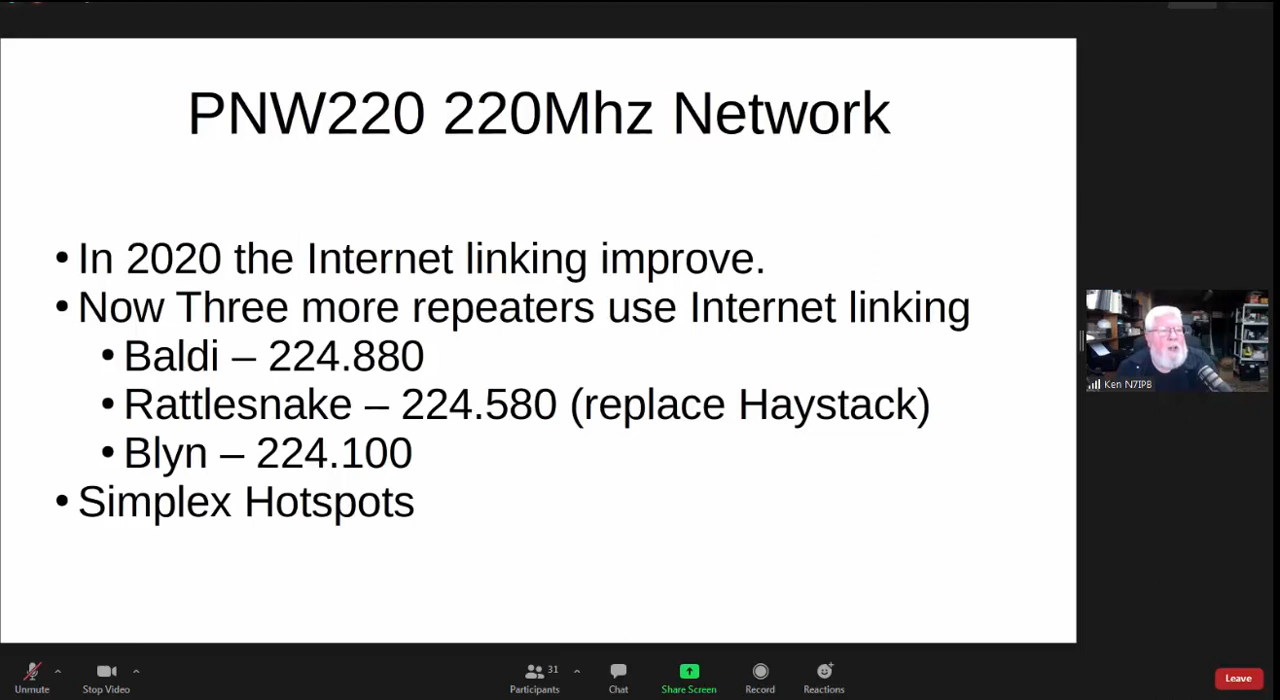 PNW220 220Mhz Network
• In 2020 the Internet linking improve.
• Now Three more repeaters use Internet linking
• Baldi – 224.880
• Rattlesnake – 224.580 (replace Haystack)
• Blyn – 224.100
• Simplex Hotspots
Ken N7IPB
Unmute
Stop Video
31
Participants
Chat
Share Screen
Record
Reactions
Leave